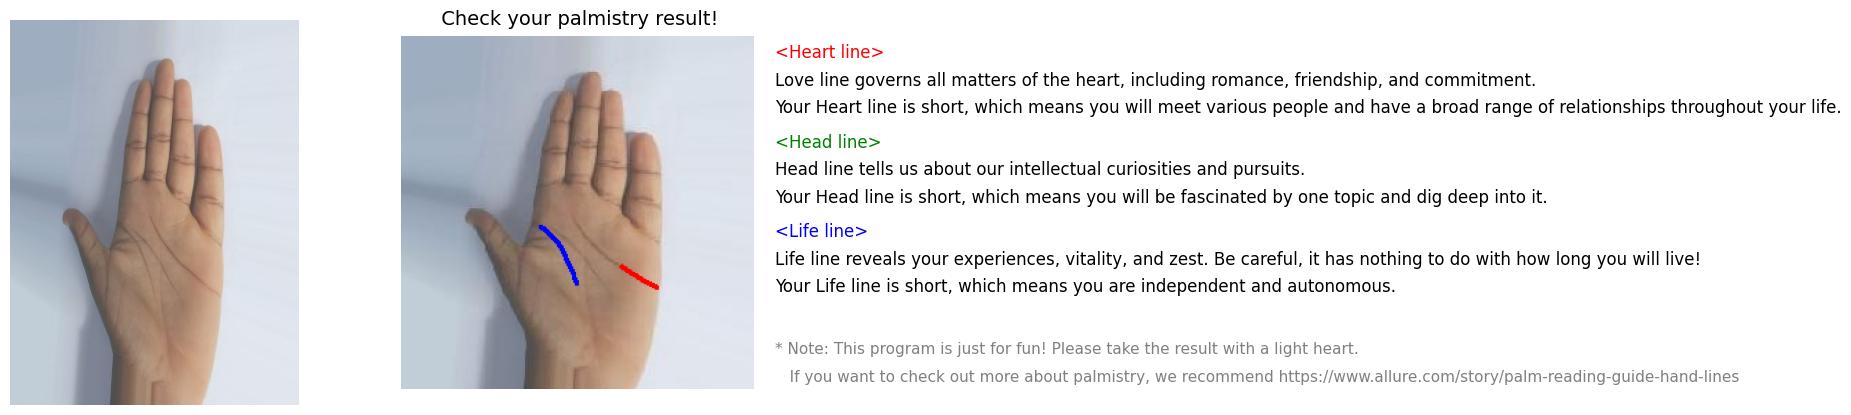 Check your palmistry result!
<Heart line>
Love line governs all matters of the heart, including romance, friendship, and commitment.
Your Heart line is short, which means you will meet various people and have a broad range of relationships throughout your life.
<Head line>
Head line tells us about our intellectual curiosities and pursuits.
Your Head line is short, which means you will be fascinated by one topic and dig deep into it.
<Life line>
Life line reveals your experiences, vitality, and zest. Be careful, it has nothing to do with how long you will live!
Your Life line is short, which means you are independent and autonomous.
* Note: This program is just for fun! Please take the result with a light heart.
If you want to check out more about palmistry, we recommend https://www.allure.com/story/palm-reading-guide-hand-lines